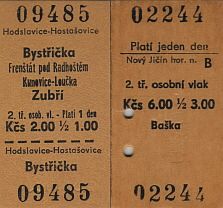 09485
Hodslavice-Hostašovice
Bystřička
Frenštát pod Radhoštěm
Kunovice-Loučka
Zubří
2. tř. osob. vl. - Platí 1 den
Kčs 2.00 ½ 1.00
Hodslavice-Hostašovice
Bystřička
09485
02244
Platí jeden den
Nový Jičín hor. n. B
2. tř. osobní vlak
Kčs 6.00 ½ 3.00
Baška
02244